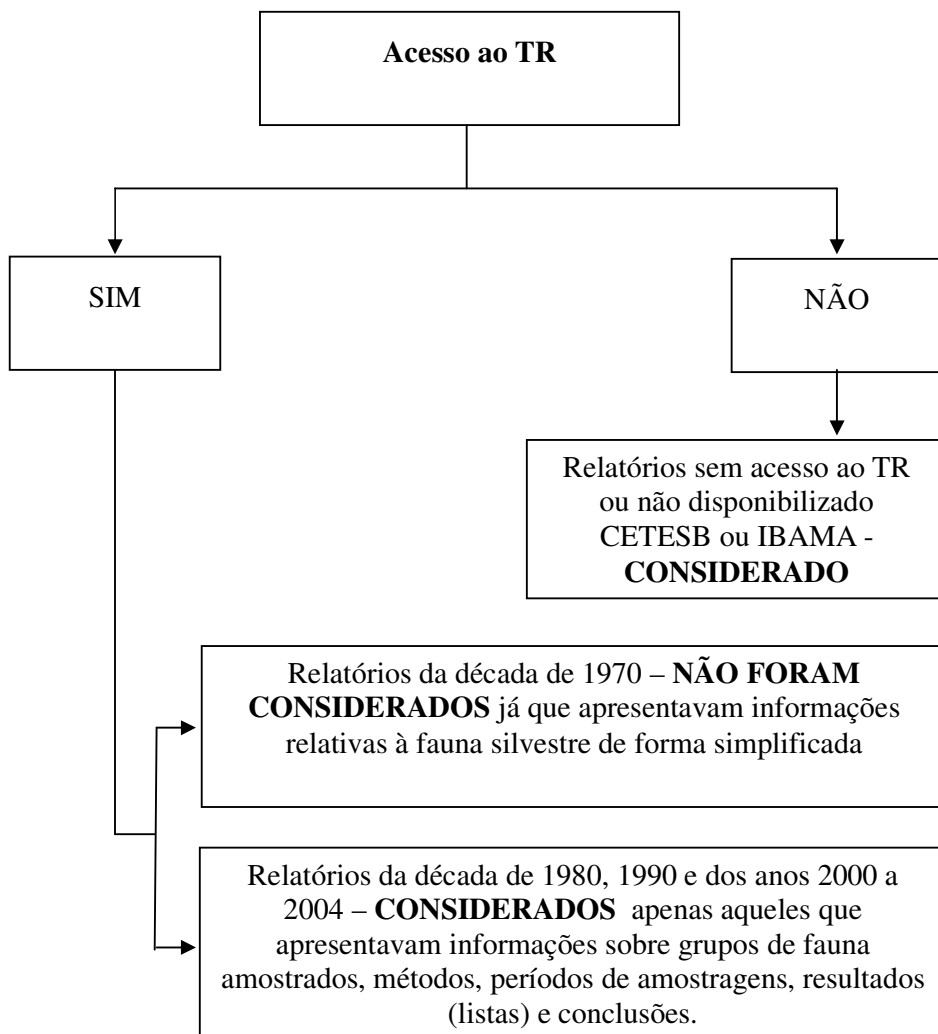 Acesso ao TR
SIM
NÃO
Relatórios sem acesso ao TR
ou não disponibilizado
CETESB ou IBAMA -
CONSIDERADO
Relatórios da década de 1970 – NÃO FORAM
CONSIDERADOS já que apresentavam informações
relativas à fauna silvestre de forma simplificada
Relatórios da década de 1980, 1990 e dos anos 2000 a
2004 – CONSIDERADOS apenas aqueles que
apresentavam informações sobre grupos de fauna
amostrados, métodos, períodos de amostragens, resultados
(listas) e conclusões.